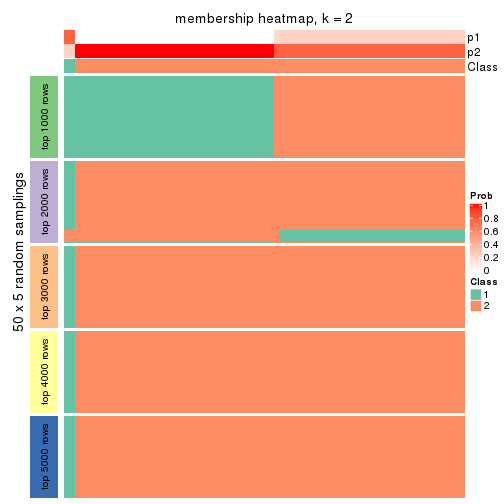 membership heatmap, k = 2
p1
p2
Class
50 x 5 random samplings
top 1000 rows
top 2000 rows
top 3000 rows
top 4000 rows
top 5000 rows
Prob
1
0.8
0.6
0.4
0.2
0
Class
1
2